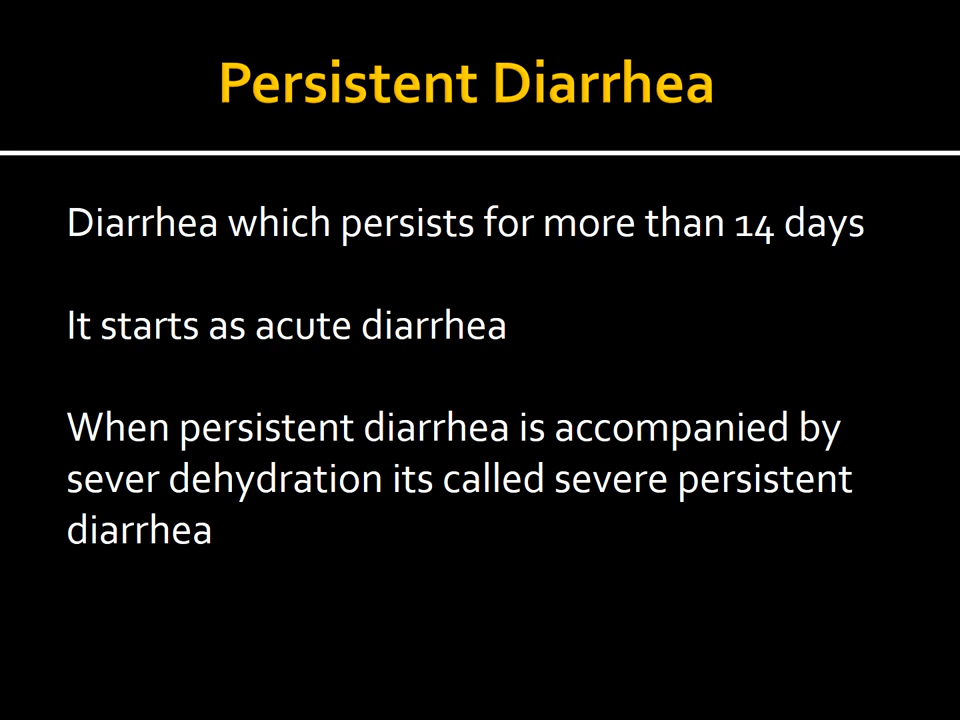 Persistent Diarrhea
Diarrhea which persists for more than 14 days
It starts as acute diarrhea
When persistent diarrhea is accompanied by
sever dehydration its called severe persistent
diarrhea